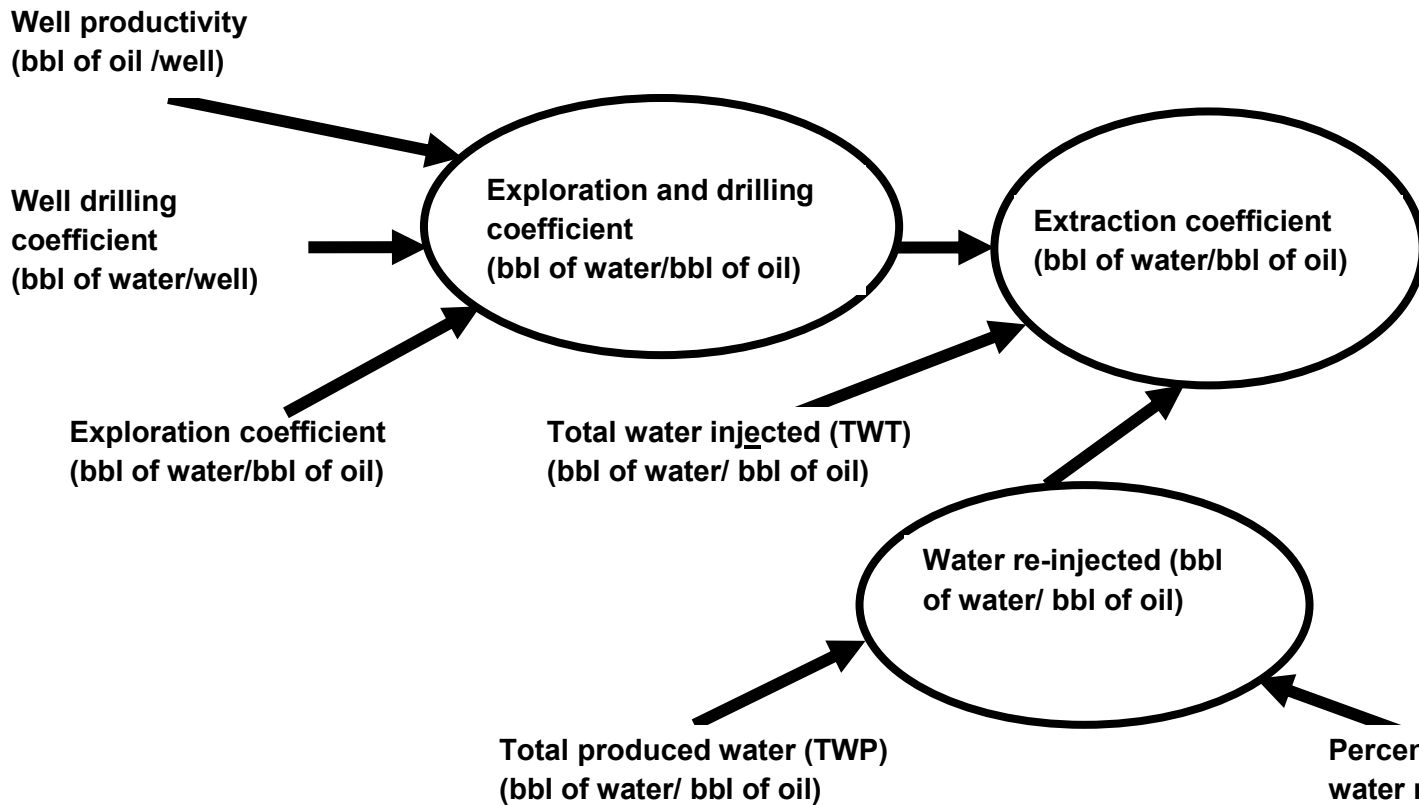 Well productivity
(bbl of oil /well)
Well drilling
coefficient
(bbl of water/well)
Exploration and drilling
coefficient
(bbl of water/bbl of oil)
Extraction coefficient
(bbl of water/bbl of oil)
Exploration coefficient
(bbl of water/bbl of oil)
Total water injected (TWT)
(bbl of water/ bbl of oil)
Water re-injected (bbl
of water/ bbl of oil)
Total produced water (TWP)
(bbl of water/ bbl of oil)
water